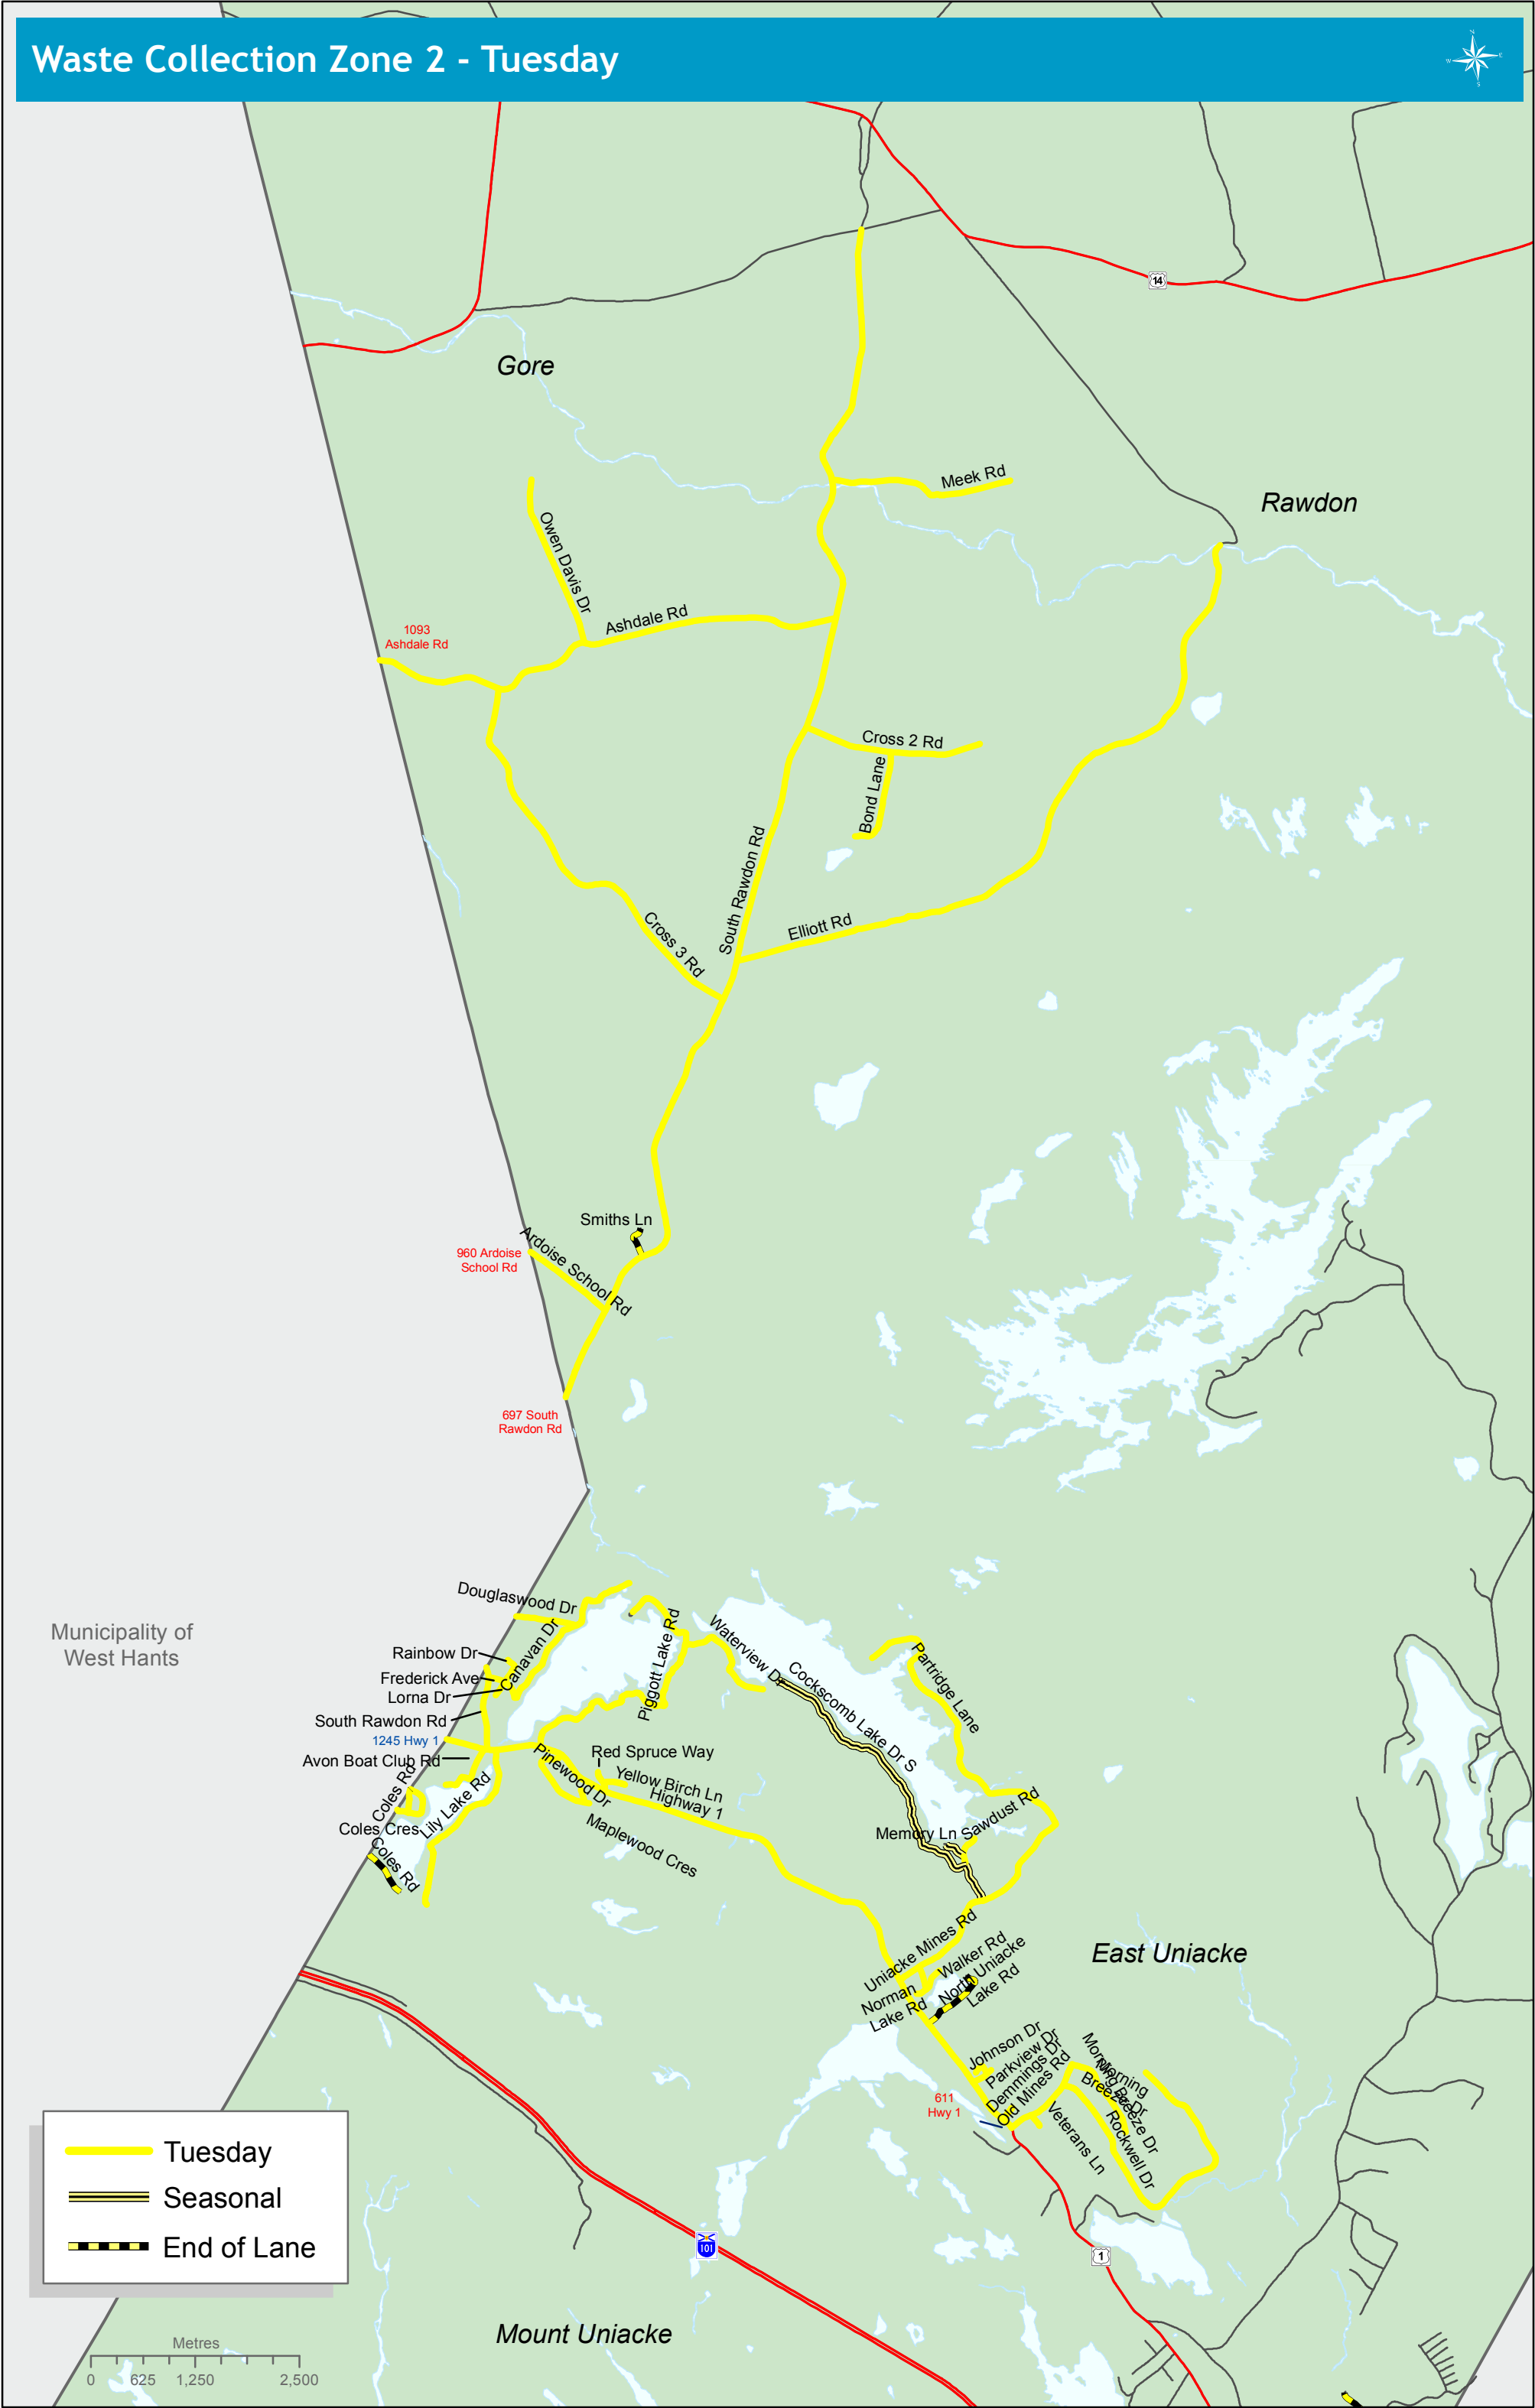 Waste Collection Zone 2 - Tuesday
N
W
E
S
14
Gore
Meek Rd
Rawdon
Owen Davis Dr
Ashdale Rd
1093
Ashdale Rd
Cross 2 Rd
Bond Lane
South Rawdon Rd
Elliott Rd
Cross 3 Rd
Smiths Ln
Ardoise School Rd
960 Ardoise
School Rd
697 South
Rawdon Rd
Municipality of
West Hants
Douglaswood Dr
Rainbow Dr
Canavan Dr
Frederick Ave
Lorna Dr
South Rawdon Rd
1245 Hwy 1
Avon Boat Club Rd
Piggott Lake Rd
Waterview Dr
Cockscomb Lake Dr S
Partridge Lane
Red Spruce Way
Pinewood Dr
Yellow Birch Ln
Highway 1
Maplewood Cres
Coles Rd
Lily Lake Rd
Coles Cres
Coles Rd
Memory Ln
Sawdust Rd
Uniacke Mines Rd
East Uniacke
Walker Rd
North Uniacke
Lake Rd
Norman
Lake Rd
Johnson Dr
Parkview Dr
Demmings Dr
Old Mines Rd
611
Hwy 1
Morning Breeze Dr
Morning
Breeze Dr
Rockwell Dr
Veterans Ln
101
1
Mount Uniacke
Tuesday
Seasonal
End of Lane
Metres
0 625 1,250 2,500